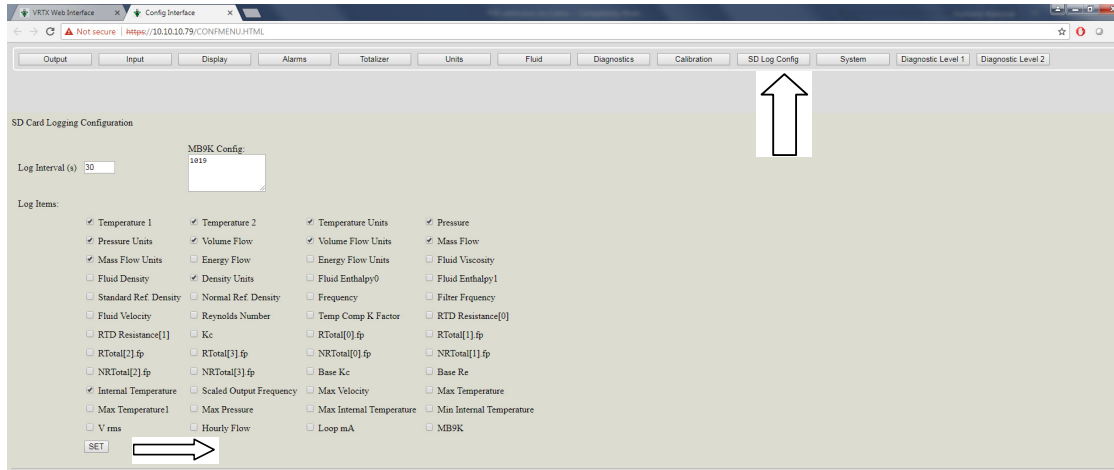 VRTX Web Interface Config Interface
Not secure | https://10.10.10.79/CONFMENU.HTML
Output Input Display Alarms Totalizer Units Fluid Diagnostics Calibration SD Log Config System Diagnostic Level 1 Diagnostic Level 2
SD Card Logging Configuration
MB9K Config:
Log Interval (s) 30 1019
Log Items:
Temperature 1 Temperature 2 Temperature Units Pressure
Pressure Units Volume Flow Volume Flow Units Mass Flow
Mass Flow Units Energy Flow Energy Flow Units Fluid Viscosity
Fluid Density Density Units Fluid Enthalpy0 Fluid Enthalpy1
Standard Ref. Density Normal Ref. Density Frequency Filter Frquency
Fluid Velocity Reynolds Number Temp Comp K Factor RTD Resistance[0]
RTD Resistance[1] Kc RTotal[0].fp RTotal[1].fp
RTotal[2].fp RTotal[3].fp NRTotal[0].fp NRTotal[1].fp
NRTotal[2].fp NRTotal[3].fp Base Kc Base Re
Internal Temperature Scaled Output Frequency Max Velocity Max Temperature
Max Temperature1 Max Pressure Max Internal Temperature Min Internal Temperature
V rms Hourly Flow Loop mA MB9K
SET